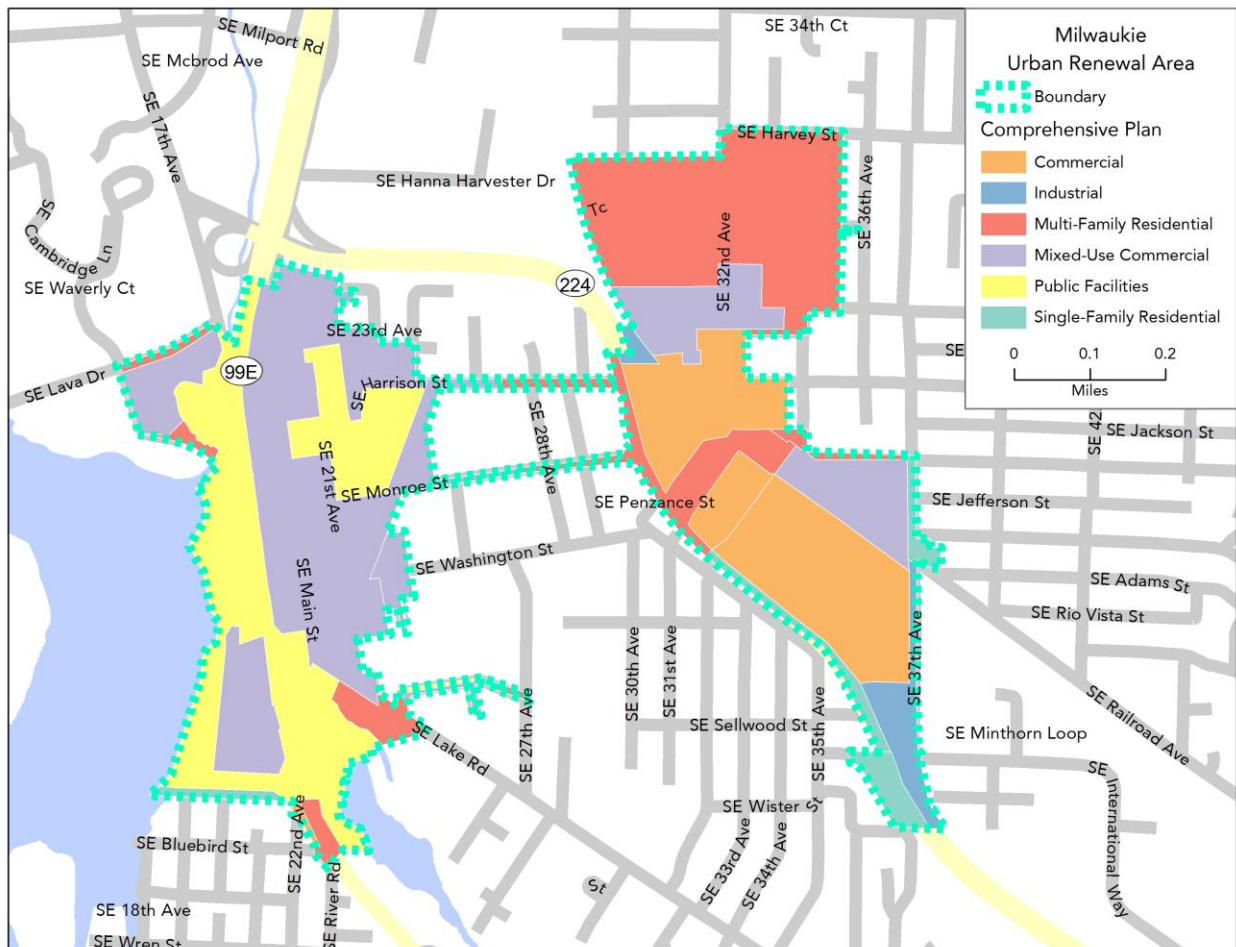 SE Milport Rd
SE Mcbrod Ave
SE 17th Ave
SE 34th Ct
Milwaukie
Urban Renewal Area
Boundary
Comprehensive Plan
Commercial
Industrial
Multi-Family Residential
Mixed-Use Commercial
Public Facilities
Single-Family Residential
0 0.1 0.2
Miles
SE Harvey St
SE Hanna Harvester Dr
SE 36th Ave
Tc
SE Cambridge Ln
SE Waverly Ct
SE 32nd Ave
224
SE 23rd Ave
SE
99E
SE Lava Dr
SE Harrison St
SE 28th Ave
SE 42
SE Jackson St
SE 21st Ave
SE Monroe St
SE Penzance St
SE Jefferson St
SE Washington St
SE Adams St
SE Rio Vista St
SE Main St
SE 30th Ave
SE 31st Ave
SE 37th Ave
SE 27th Ave
SE Lake Rd
SE Sellwood St
SE 35th Ave
SE Minthorn Loop
SE Railroad Ave
SE International Way
SE Wister St
SE 22nd Ave
SE Bluebird St
SE 33rd Ave
SE 34th Ave
St
SE River Rd
SE 18th Ave
SE Wren St